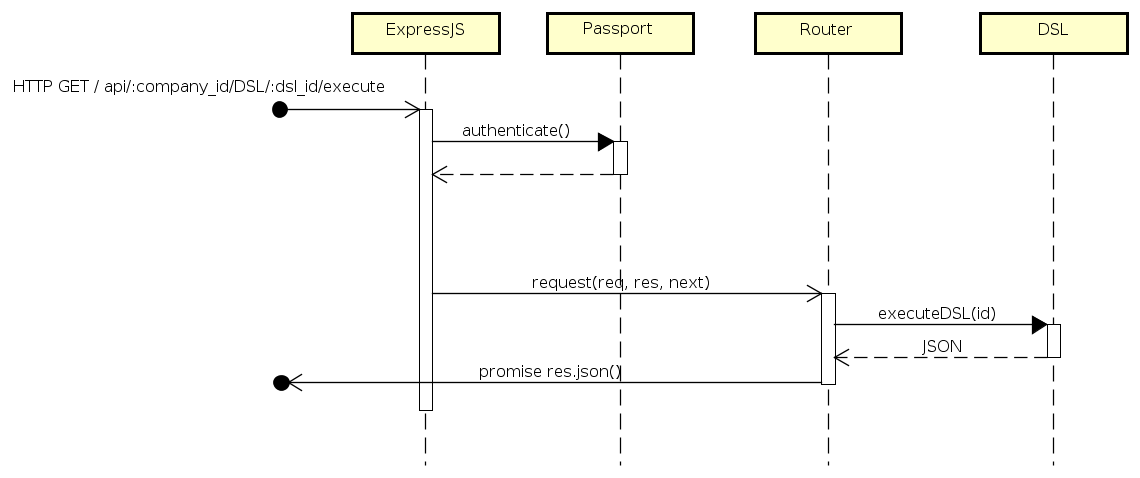 ExpressJS
Passport
Router
DSL
HTTP GET / api/:company_id/DSL/:dsl_id/execute
authenticate()
request(req, res, next)
executeDSL(id)
JSON
promise res.json()